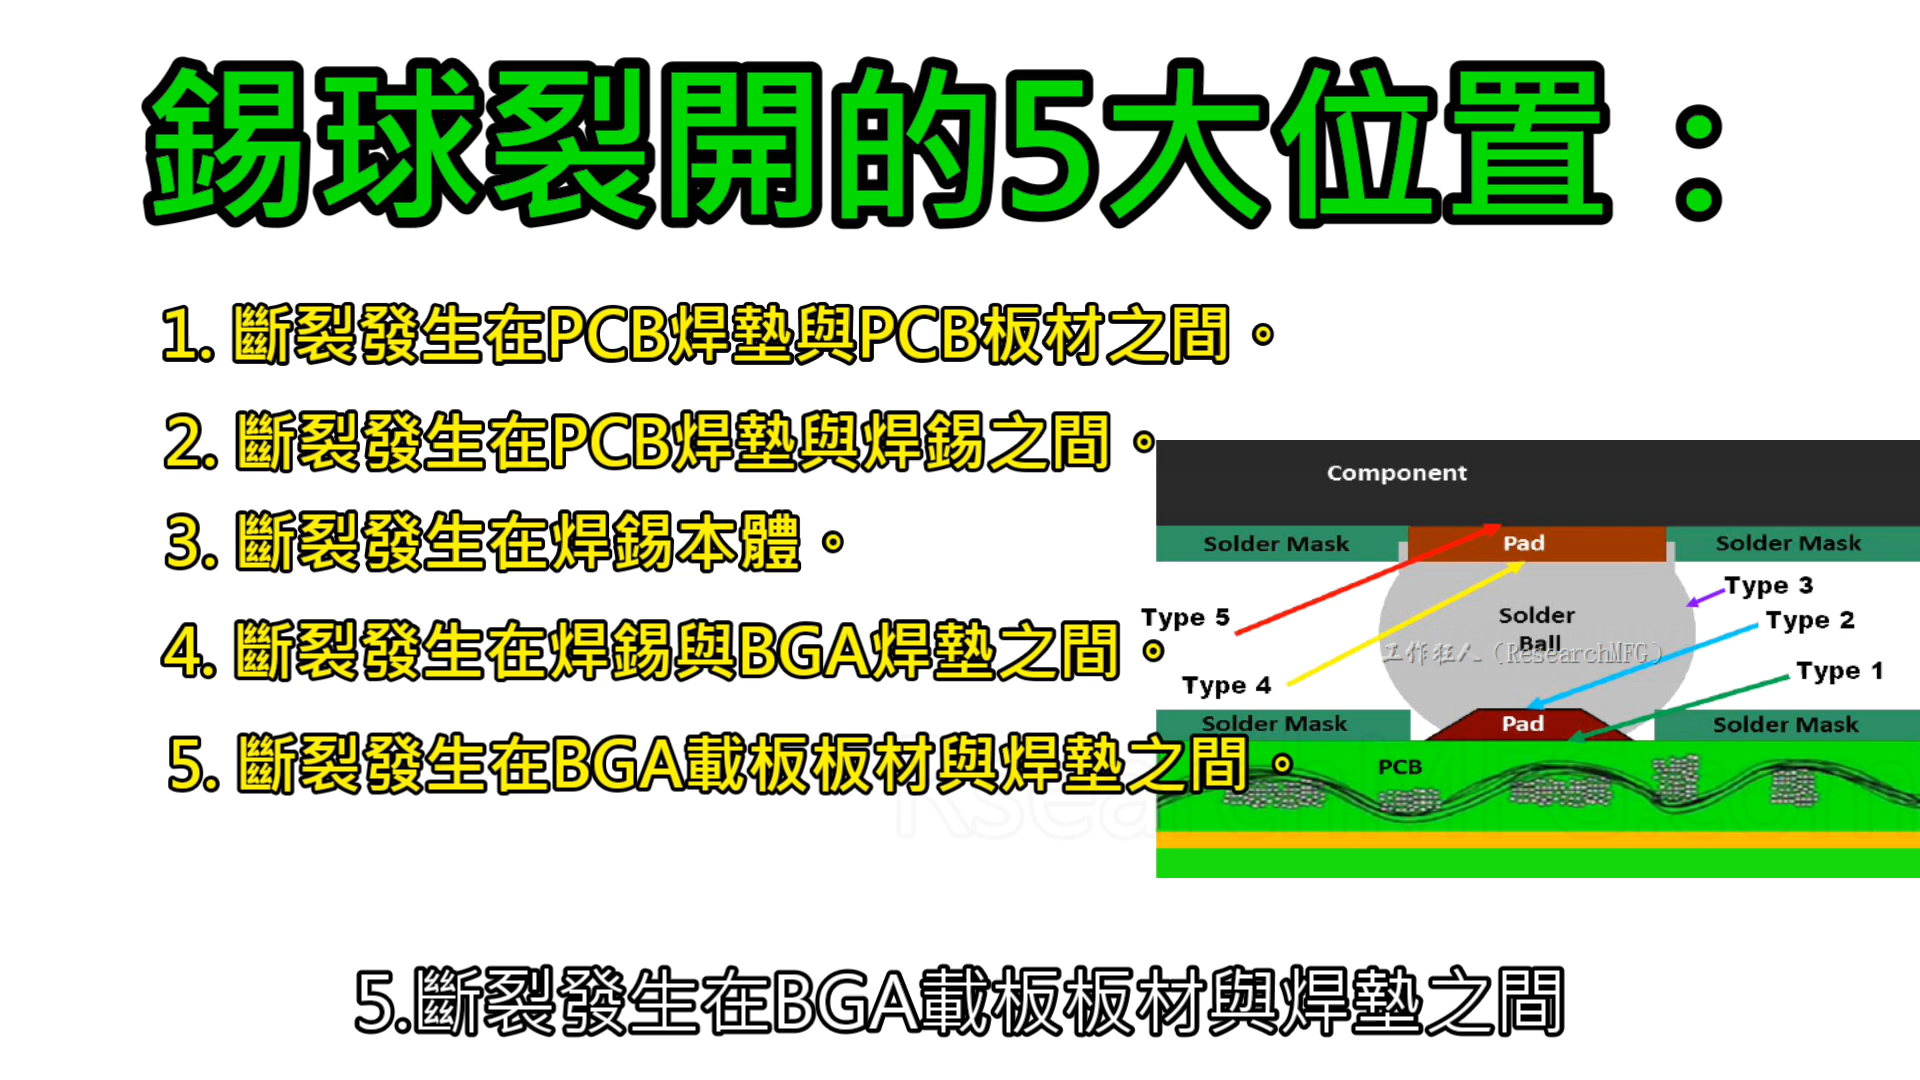 錫球裂開的5大位置：
1. 斷裂發生在PCB焊墊與PCB板材之間。
2. 斷裂發生在PCB焊墊與焊錫之間。
3. 斷裂發生在焊錫本體。
4. 斷裂發生在焊錫與BGA焊墊之間。
5. 斷裂發生在BGA載板板材與焊墊之間。
Component
Solder Mask
Pad
Solder Mask
Type 3
Type 5
Solder
Ball
Type 2
工作狂人（ResearchMFG）
Type 4
Type 1
Solder Mask
Pad
Solder Mask
PCB
5.斷裂發生在BGA載板板材與焊墊之間